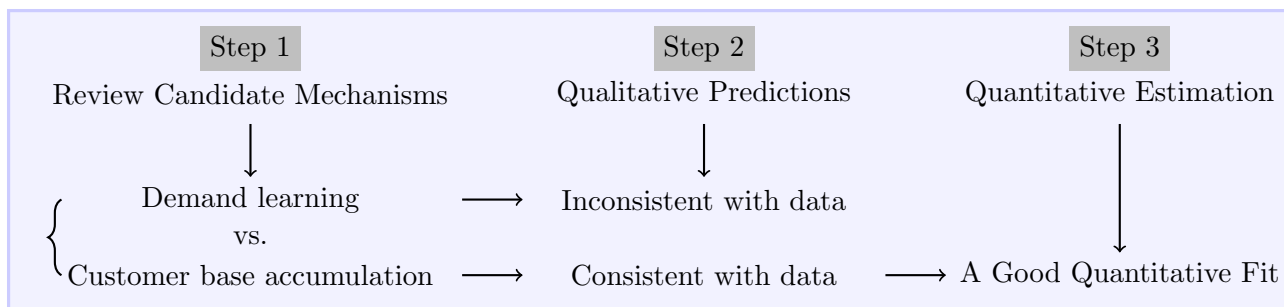 Step 1
Step 2
Step 3
Review Candidate Mechanisms
Qualitative Predictions
Quantitative Estimation
Demand learning
Inconsistent with data
vs.
Customer base accumulation
Consistent with data
A Good Quantitative Fit